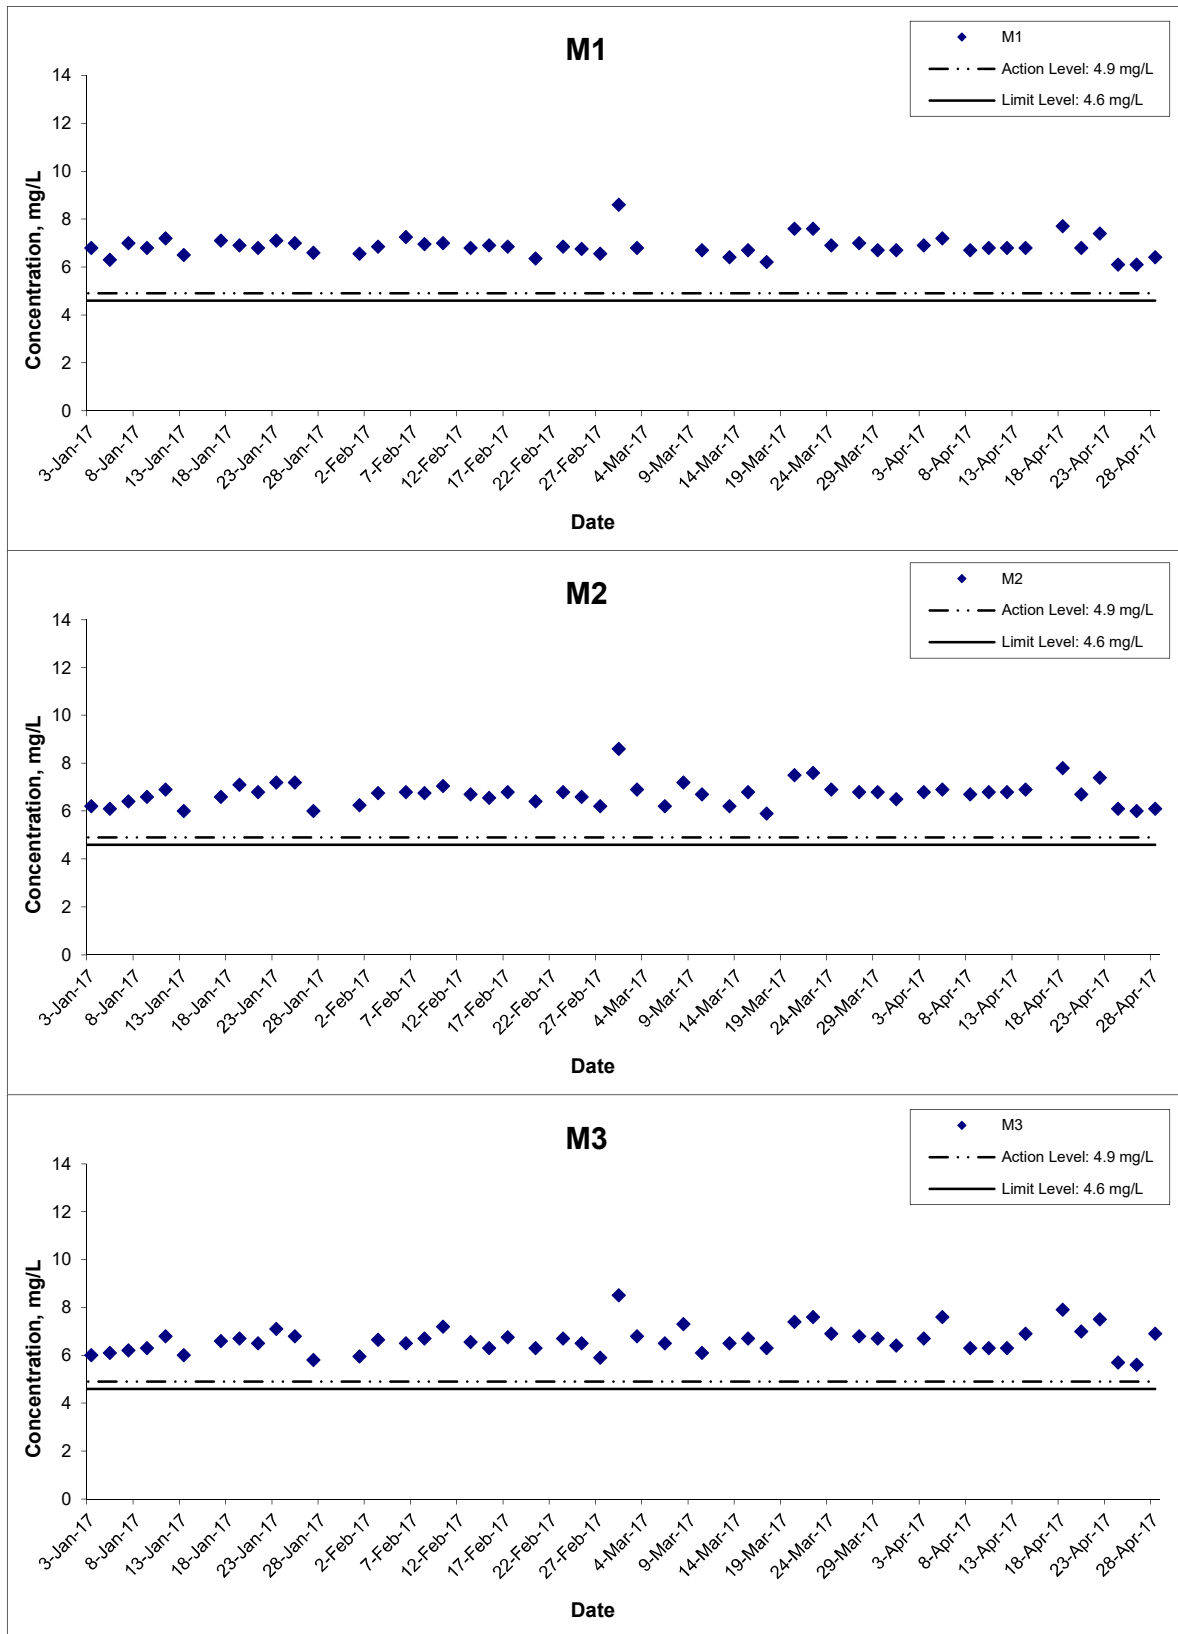 M1
M1
Action Level: 4.9 mg/L
Limit Level: 4.6 mg/L
Concentration, mg/L
14
12
10
8
6
4
2
0
3-Jan-17
8-Jan-17
13-Jan-17
18-Jan-17
23-Jan-17
28-Jan-17
2-Feb-17
7-Feb-17
12-Feb-17
17-Feb-17
22-Feb-17
27-Feb-17
4-Mar-17
9-Mar-17
14-Mar-17
19-Mar-17
24-Mar-17
29-Mar-17
3-Apr-17
8-Apr-17
13-Apr-17
18-Apr-17
23-Apr-17
28-Apr-17
Date
M2
M2
Action Level: 4.9 mg/L
Limit Level: 4.6 mg/L
Concentration, mg/L
14
12
10
8
6
4
2
0
3-Jan-17
8-Jan-17
13-Jan-17
18-Jan-17
23-Jan-17
28-Jan-17
2-Feb-17
7-Feb-17
12-Feb-17
17-Feb-17
22-Feb-17
27-Feb-17
4-Mar-17
9-Mar-17
14-Mar-17
19-Mar-17
24-Mar-17
29-Mar-17
3-Apr-17
8-Apr-17
13-Apr-17
18-Apr-17
23-Apr-17
28-Apr-17
Date
M3
M3
Action Level: 4.9 mg/L
Limit Level: 4.6 mg/L
Concentration, mg/L
14
12
10
8
6
4
2
0
3-Jan-17
8-Jan-17
13-Jan-17
18-Jan-17
23-Jan-17
28-Jan-17
2-Feb-17
7-Feb-17
12-Feb-17
17-Feb-17
22-Feb-17
27-Feb-17
4-Mar-17
9-Mar-17
14-Mar-17
19-Mar-17
24-Mar-17
29-Mar-17
3-Apr-17
8-Apr-17
13-Apr-17
18-Apr-17
23-Apr-17
28-Apr-17
Date